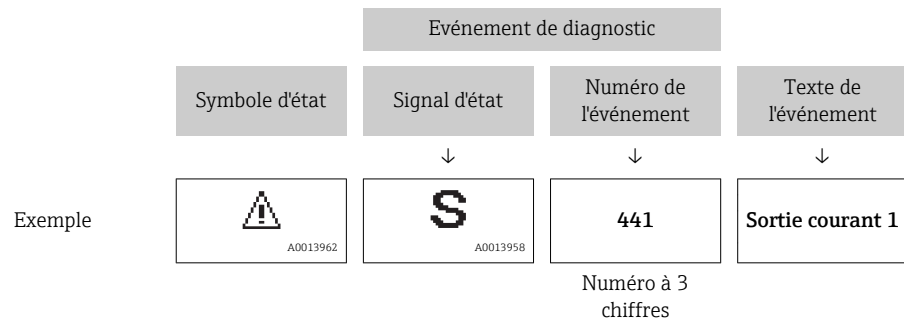 Evénement de diagnostic
Symbole d'état
Signal d'état
Numéro de
l'événement
Texte de
l'événement
↓
↓
↓
Exemple
A0013962
S
A0013958
441
Sortie courant 1
Numéro à 3
chiffres